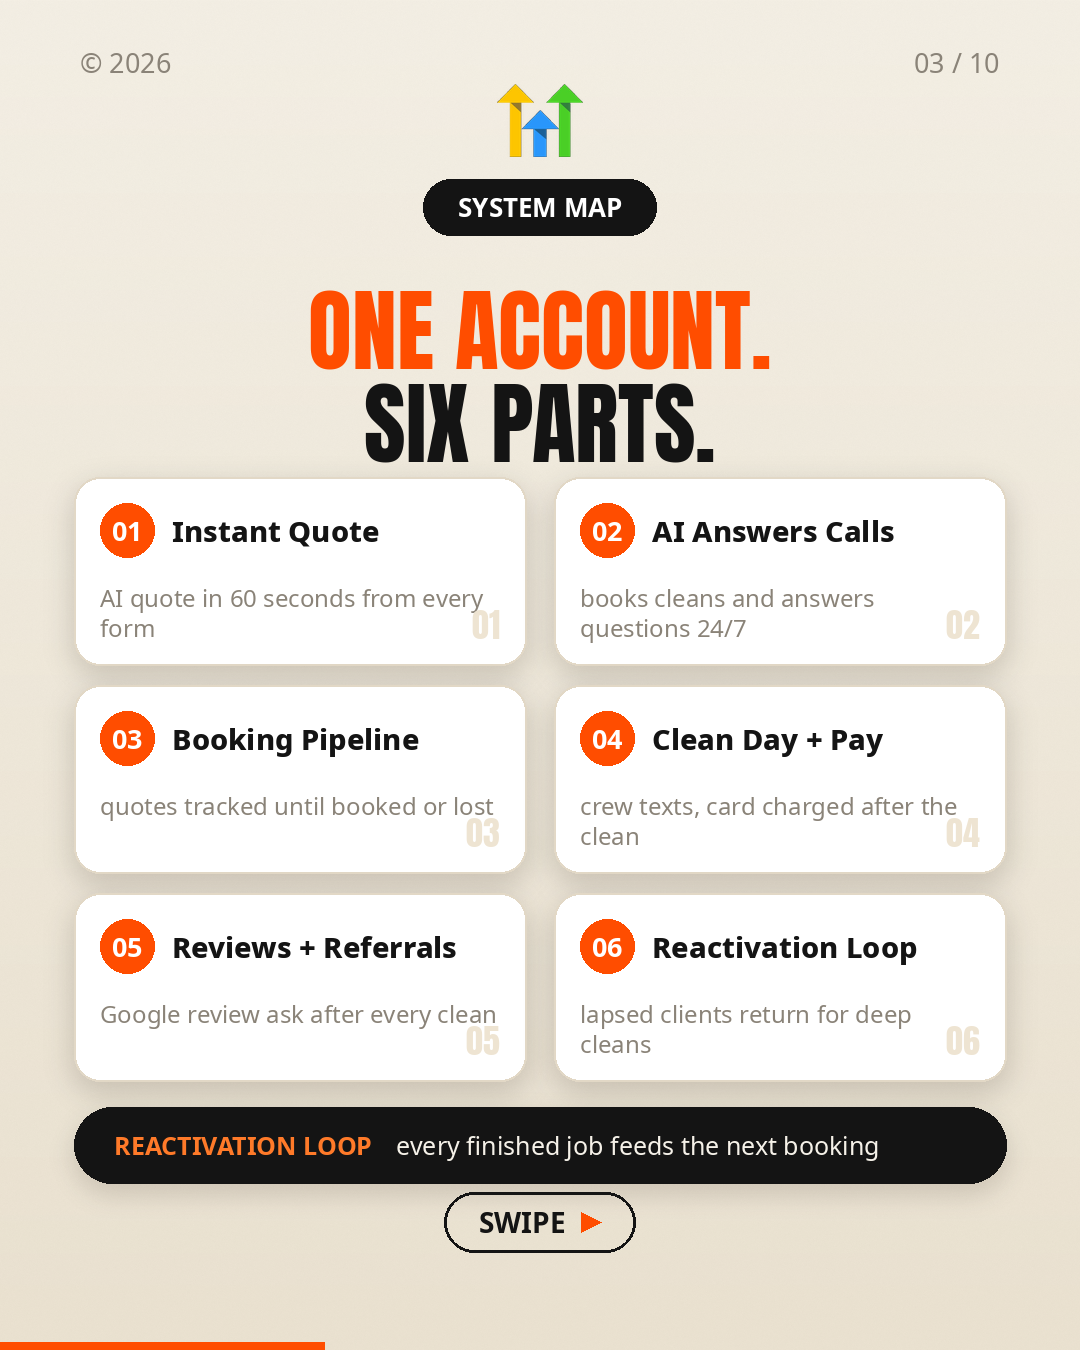 © 2026
03 / 10
SYSTEM MAP
ONE ACCOUNT.
SIX PARTS.
01 Instant Quote
AI quote in 60 seconds from every
form
01
02 AI Answers Calls
books cleans and answers
questions 24/7
02
03 Booking Pipeline
quotes tracked until booked or lost
03
04 Clean Day + Pay
crew texts, card charged after the
clean
04
05 Reviews + Referrals
Google review ask after every clean
05
06 Reactivation Loop
lapsed clients return for deep
cleans
06
REACTIVATION LOOP every finished job feeds the next booking
SWIPE